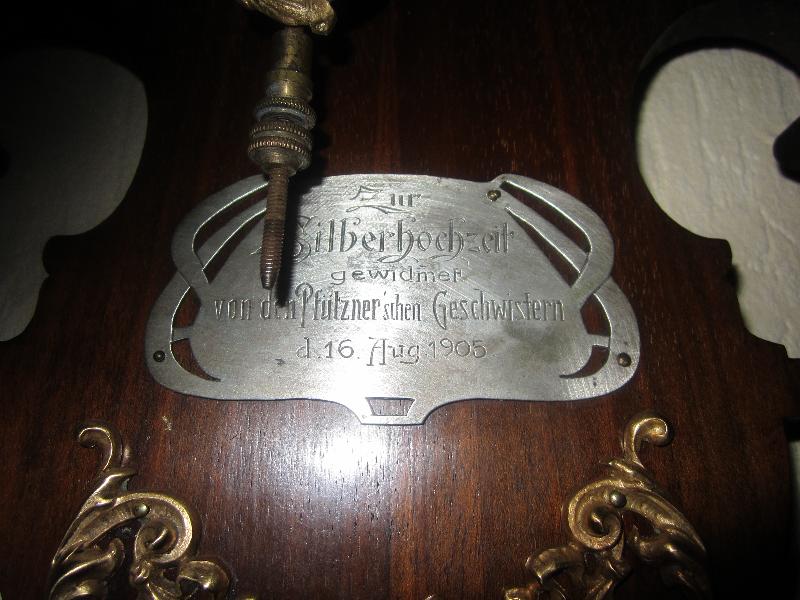 Zur
Silberhochzeit
gewidmet
von den Pfützner'schen Geschwistern
d. 16. Aug 1905